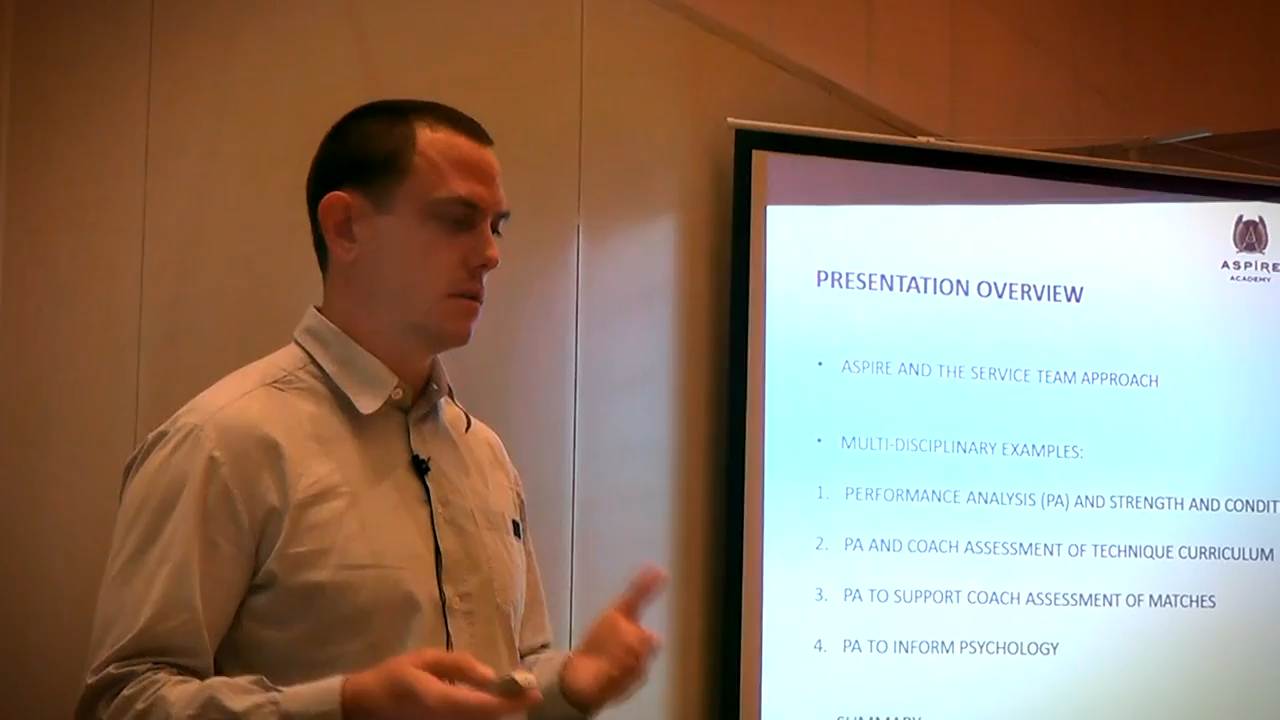 ASPIRE
ACADEMY
PRESENTATION OVERVIEW
• ASPIRE AND THE SERVICE TEAM APPROACH
• MULTI-DISCIPLINARY EXAMPLES:
1. PERFORMANCE ANALYSIS (PA) AND STRENGTH AND CONDIT
2. PA AND COACH ASSESSMENT OF TECHNIQUE CURRICULUM
3. PA TO SUPPORT COACH ASSESSMENT OF MATCHES
4. PA TO INFORM PSYCHOLOGY
SUMMARY